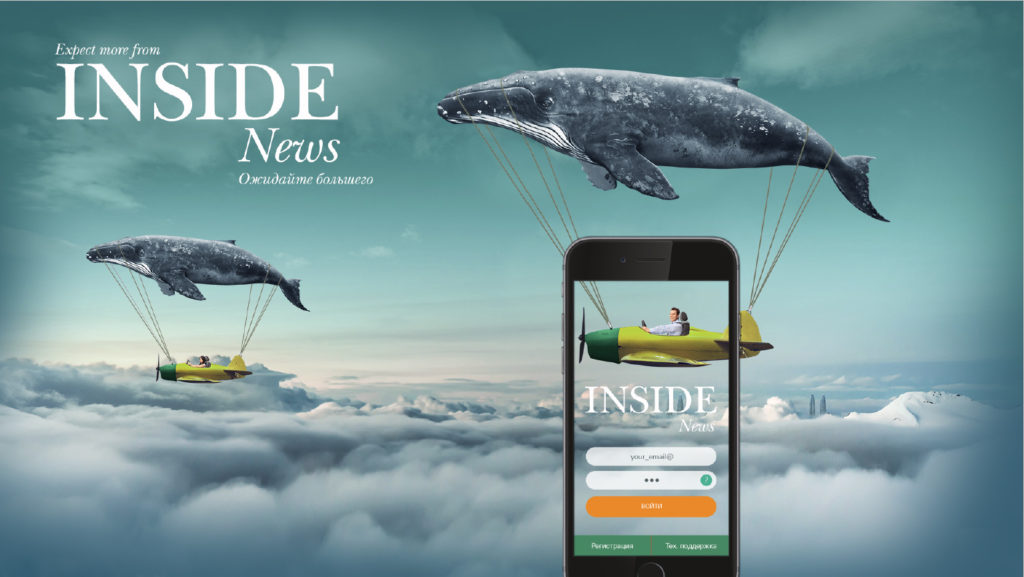 Expect more from
INSIDE
News
Ожидайте большего
INSIDE
News
your_email@
•••
?
ВОЙТИ
Регистрация Тех. поддержка